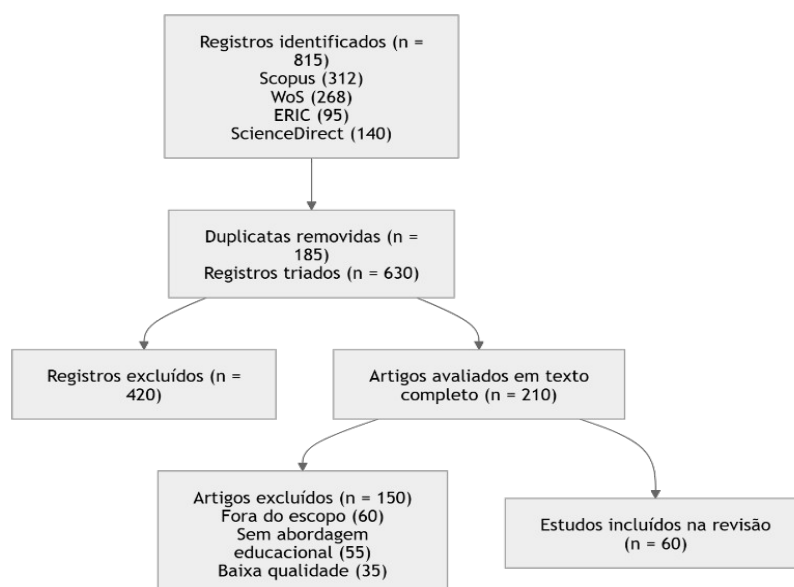 Registros identificados (n =
815)
Scopus (312)
WoS (268)
ERIC (95)
ScienceDirect (140)
Duplicatas removidas (n =
185)
Registros triados (n = 630)
Registros excluídos (n =
420)
Artigos avaliados em texto
completo (n = 210)
Artigos excluídos (n = 150)
Fora do escopo (60)
Sem abordagem
educacional (55)
Baixa qualidade (35)
Estudos incluídos na revisão
(n = 60)